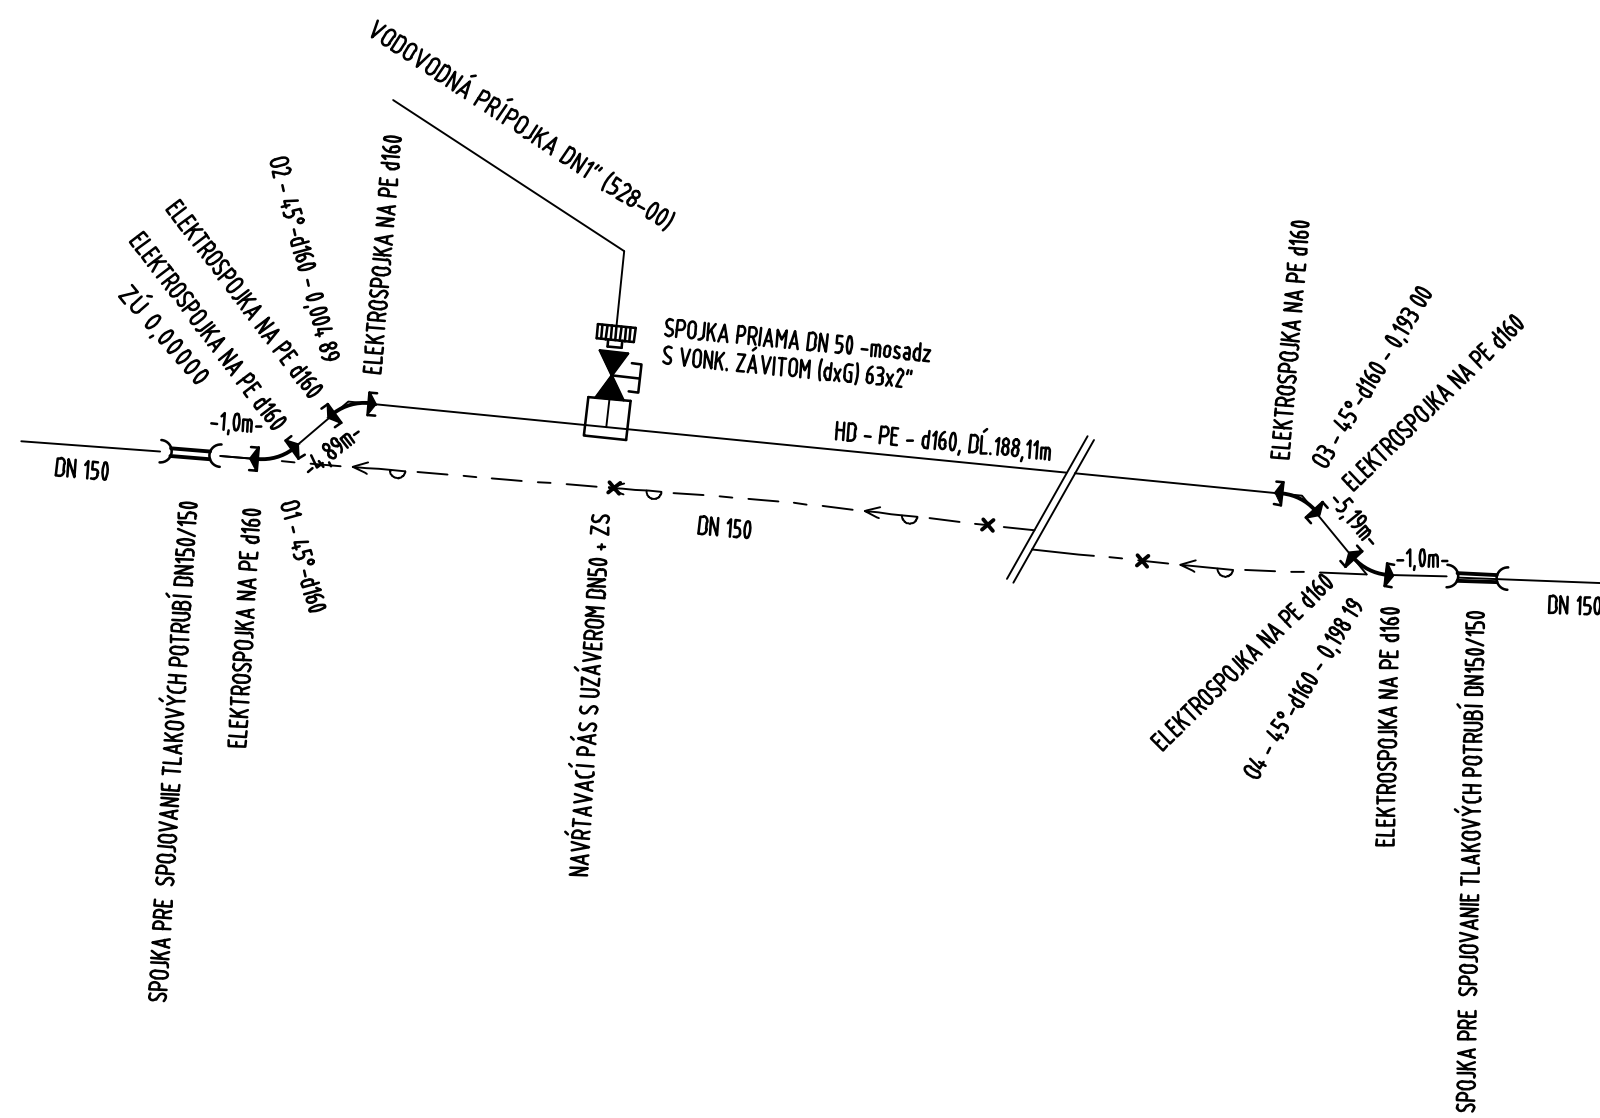 VODOVODNÁ PRÍPOJKA DN1" (528-00)
ELEKTROSPOJKA NA PE d160
O2 - 45°-d160 - 0,004 89
ELEKTROSPOJKA NA PE d160
ELEKTROSPOJKA NA PE d160
ZÚ 0,00000
-1,0m-
-4,89m-
DN 150
SPOJKA PRIAMA DN 50 -mosadz
S VONK. ZÁVITOM (dxG) 63x2"
HD - PE - d160, DĹ.188,11m
ELEKTROSPOJKA NA PE d160
O3 - 45°-d160 - 0,193 00
ELEKTROSPOJKA NA PE d160
-5,19m-
-1,0m-
DN 150
SPOJKA PRE SPOJOVANIE TLAKOVÝCH POTRUBÍ DN150/150
ELEKTROSPOJKA NA PE d160
O1 - 45°-d160
NAVŔTAVACÍ PÁS S UZÁVEROM DN50 + ZS
DN 150
ELEKTROSPOJKA NA PE d160
O4 - 45°-d160 - 0,198 19
ELEKTROSPOJKA NA PE d160
SPOJKA PRE SPOJOVANIE TLAKOVÝCH POTRUBÍ DN150/150